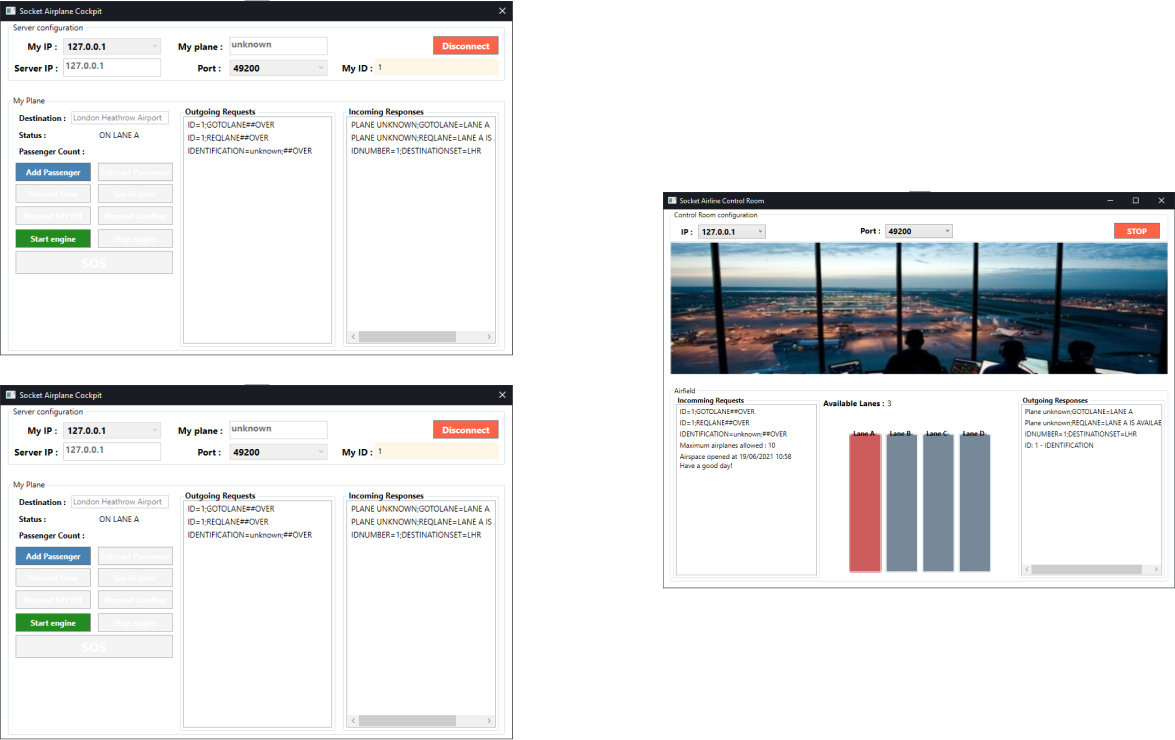 Socket Airplane Cockpit
Server configuration
My IP : 127.0.0.1 My plane : unknown Disconnect
Server IP : 127.0.0.1 Port : 49200 My ID : 1
My Plane
Destination : London Heathrow Airport
Status : ON LANE A
Passenger Count :
Add Passenger Subtract Passenger
Request Lane Go To Lane
Request Lift Off Request Landing
Start engine Stop engine
SOS
Outgoing Requests
ID=1;GOTOLANE##OVER
ID=1;REQLANE##OVER
IDENTIFICATION=unknown;##OVER
Incoming Responses
PLANE UNKNOWN;GOTOLANE=LANE A
PLANE UNKNOWN;REQLANE=LANE A IS
IDNUMBER=1;DESTINATIONSET=LHR
Socket Airplane Cockpit
Server configuration
My IP : 127.0.0.1 My plane : unknown Disconnect
Server IP : 127.0.0.1 Port : 49200 My ID : 1
My Plane
Destination : London Heathrow Airport
Status : ON LANE A
Passenger Count :
Add Passenger Subtract Passenger
Request Lane Go To Lane
Request Lift Off Request Landing
Start engine Stop engine
SOS
Outgoing Requests
ID=1;GOTOLANE##OVER
ID=1;REQLANE##OVER
IDENTIFICATION=unknown;##OVER
Incoming Responses
PLANE UNKNOWN;GOTOLANE=LANE A
PLANE UNKNOWN;REQLANE=LANE A IS
IDNUMBER=1;DESTINATIONSET=LHR
Socket Airline Control Room
Control Room configuration
IP : 127.0.0.1 Port : 49200 STOP
Airfield
Incomming Requests
ID=1;GOTOLANE##OVER
ID=1;REQLANE##OVER
IDENTIFICATION=unknown;##OVER
Maximum airplanes allowed : 10
Airspace opened at 19/06/2021 10:58
Have a good day!
Available Lanes : 3
Lane A Lane B Lane C Lane D
Outgoing Responses
Plane unknown;GOTOLANE=LANE A
Plane unknown;REQLANE=LANE A IS AVAILAE
IDNUMBER=1;DESTINATIONSET=LHR
ID: 1 - IDENTIFICATION